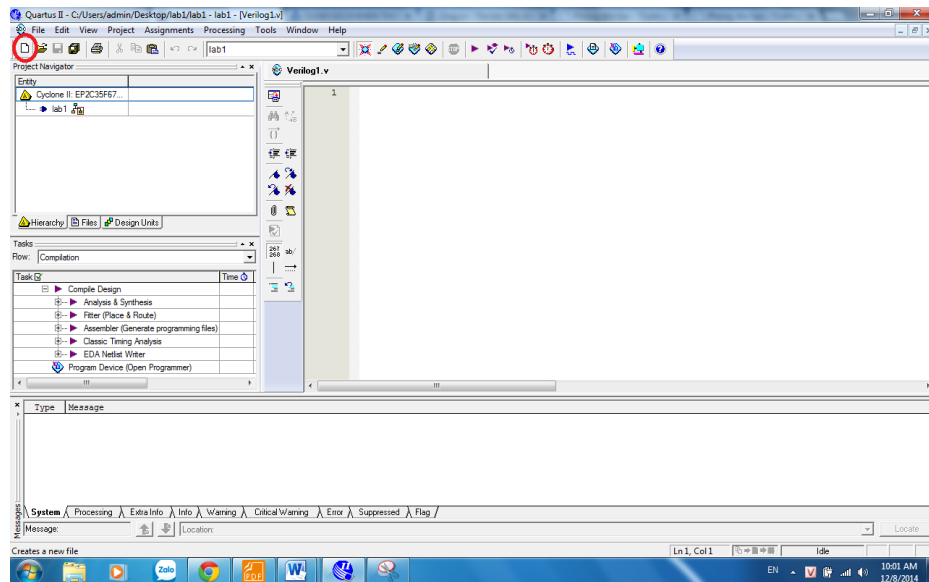 Quartus II - C:/Users/admin/Desktop/lab1/lab1 - lab1 - [Verilog1.v]
File Edit View Project Assignments Processing Tools Window Help
lab1
Project Navigator
Entity
Cyclone II: EP2C35F67...
lab1
Hierarchy Files Design Units
Tasks
Flow: Compilation
Task Time
Compile Design
Analysis & Synthesis
Fitter (Place & Route)
Assembler (Generate programming files)
Classic Timing Analysis
EDA Netlist Writer
Program Device (Open Programmer)
Verilog1.v
1
267
268
ab/
Type Message
System Processing Extra Info Info Warning Critical Warning Error Suppressed Flag
Messages
Message: Location: Locate
Creates a new file Ln 1, Col 1 Idle
Zalo PDF W EN V 10:01 AM
12/8/2014